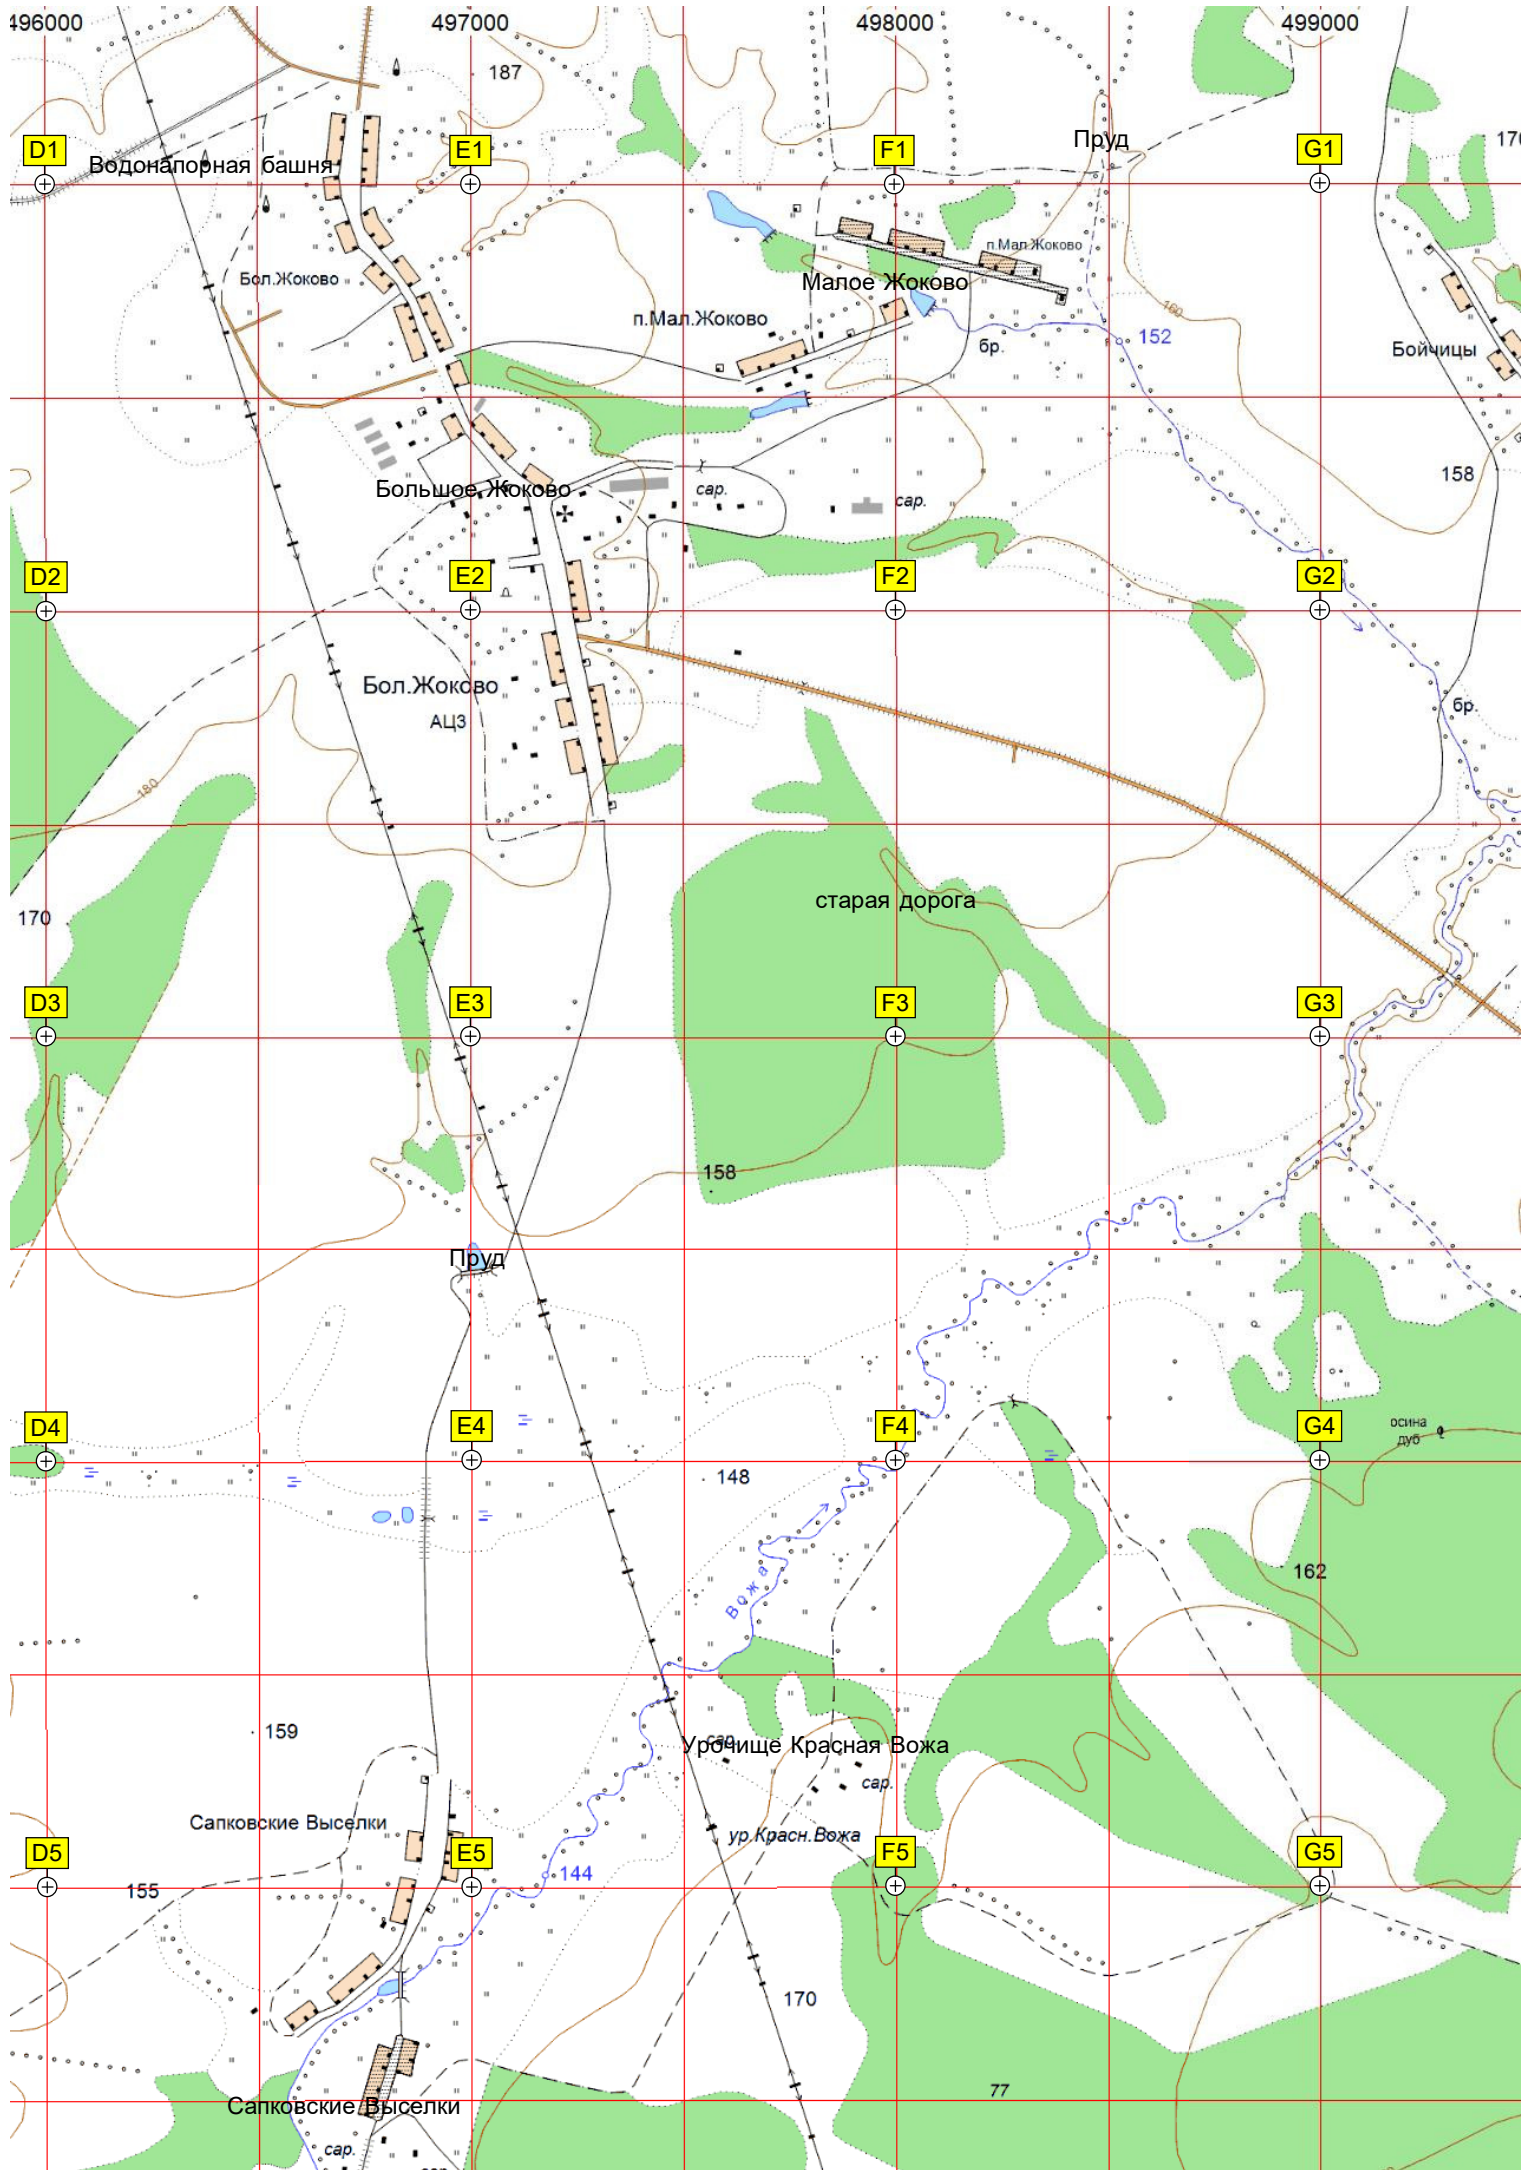 496000
497000
498000
499000
187
Пруд
D1
Водонапорная башня
E1
F1
G1
170
Бол.Жоково
п.Мал.Жоково
Малое Жоково
п.Мал.Жоково
160
152
бр.
Бойчицы
Большое Жоково
сар.
сар.
158
D2
E2
F2
G2
Бол.Жоково
АЦЗ
бр.
180
старая дорога
170
D3
E3
F3
G3
158
Пруд
D4
E4
F4
G4
осина
дуб
148
Вожа
162
159
сар.
Урочище Красная Вожа
сар.
Сапковские Выселки
ур.Красн.Вожа
D5
E5
F5
G5
155
144
170
77
Сапковские Выселки
сар.